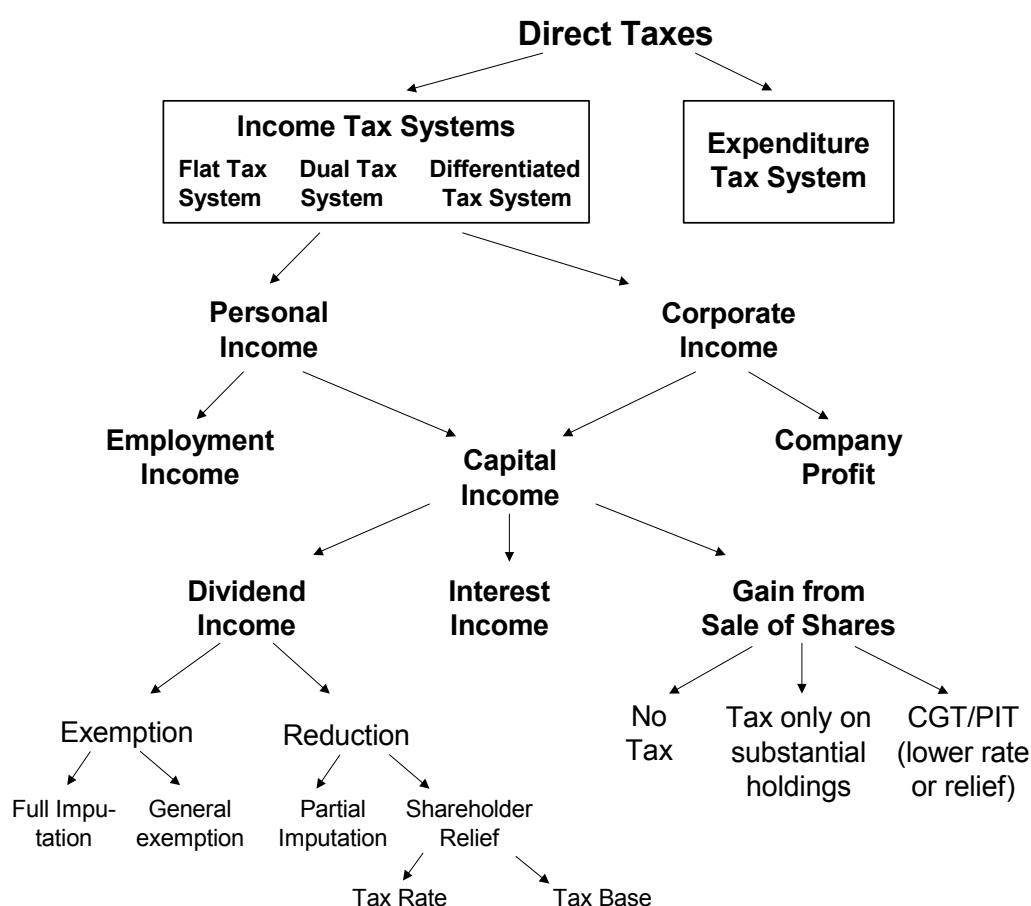 Direct Taxes
Income Tax Systems
Flat Tax
System
Dual Tax
System
Differentiated
Tax System
Expenditure
Tax System
Personal
Income
Corporate
Income
Employment
Income
Capital
Income
Company
Profit
Dividend
Income
Interest
Income
Gain from
Sale of Shares
Exemption
Reduction
No
Tax
Tax only on
substantial
holdings
CGT/PIT
(lower rate
or relief)
Full Impu-
tation
General
exemption
Partial
Imputation
Shareholder
Relief
Tax Rate
Tax Base